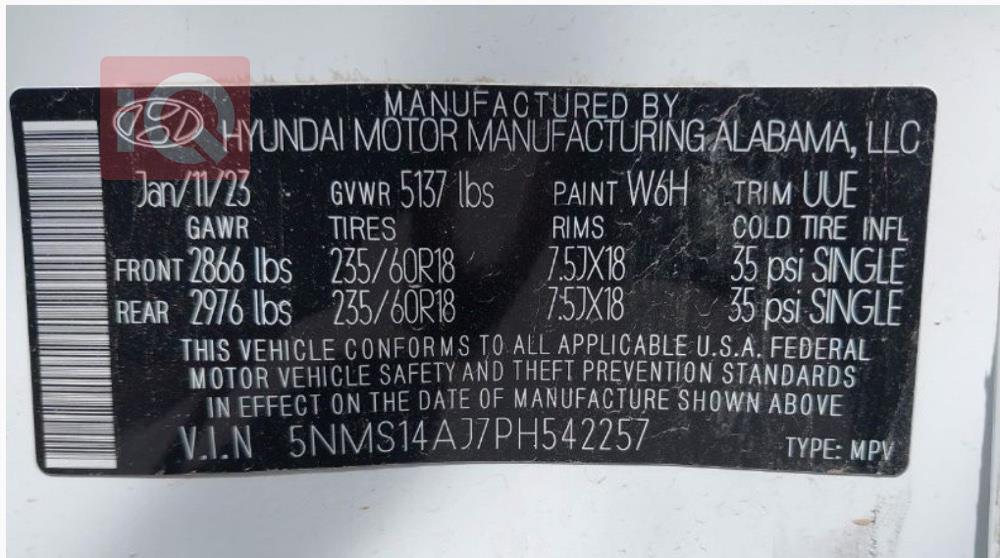 MANUFACTURED BY
HYUNDAI MOTOR MANUFACTURING ALABAMA, LLC
Jan/11/23 GVWR 5137 lbs PAINT W6H TRIM UUE
GAWR TIRES RIMS COLD TIRE INFL
FRONT 2866 lbs 235/60R18 7.5JX18 35 psi SINGLE
REAR 2976 lbs 235/60R18 7.5JX18 35 psi SINGLE
THIS VEHICLE CONFORMS TO ALL APPLICABLE U.S.A. FEDERAL
MOTOR VEHICLE SAFETY AND THEFT PREVENTION STANDARDS
IN EFFECT ON THE DATE OF MANUFACTURE SHOWN ABOVE
V.I.N 5NMS14AJ7PH542257 TYPE: MPV
IQ